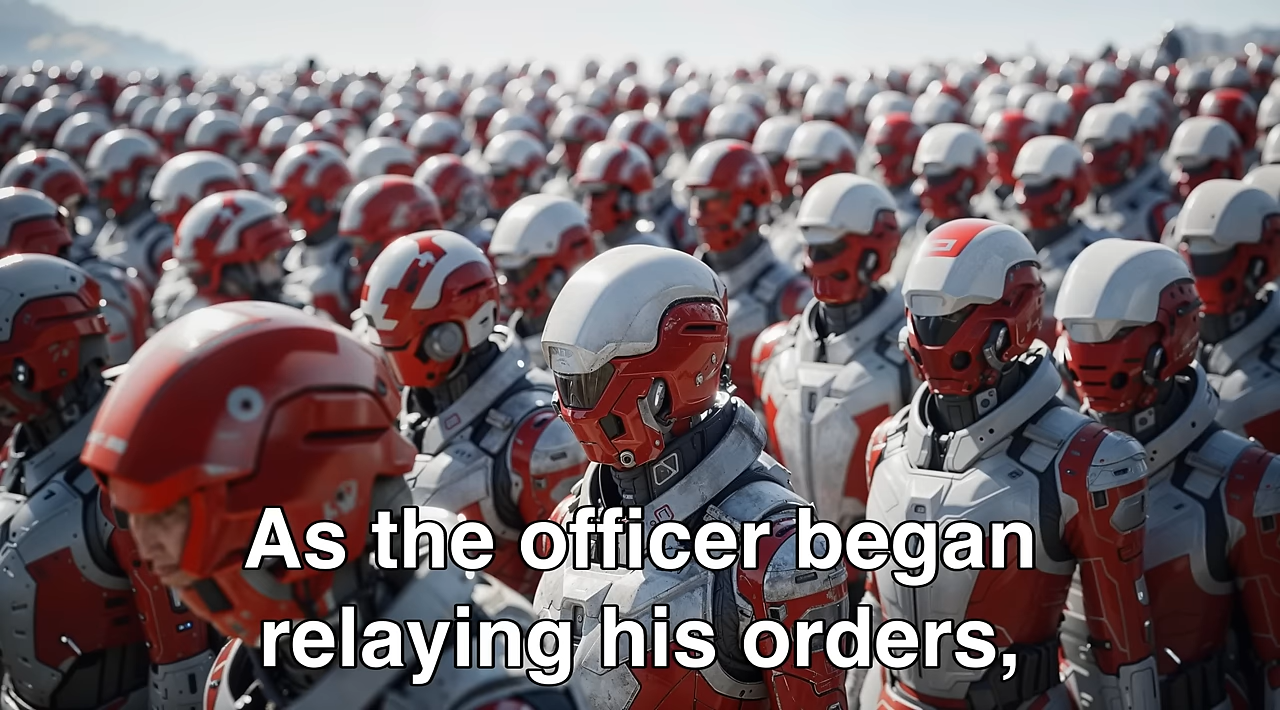 As the officer began
relaying his orders,